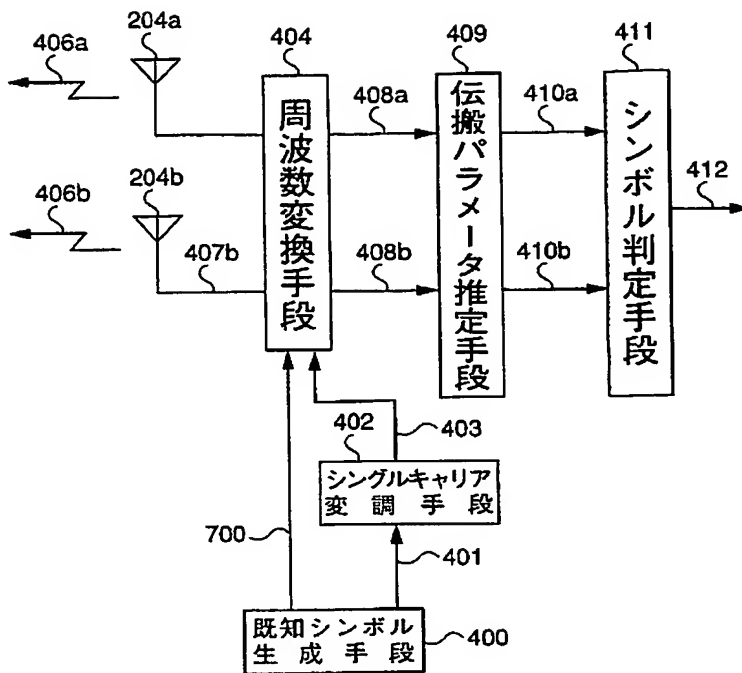 204a
404
409
411
406a
周波数変換手段
408a
伝搬パラメータ推定手段
410a
シンボル判定手段
412
204b
406b
407b
408b
410b
403
402
シングルキャリア
変調手段
700
401
既知シンボル
生成手段
400